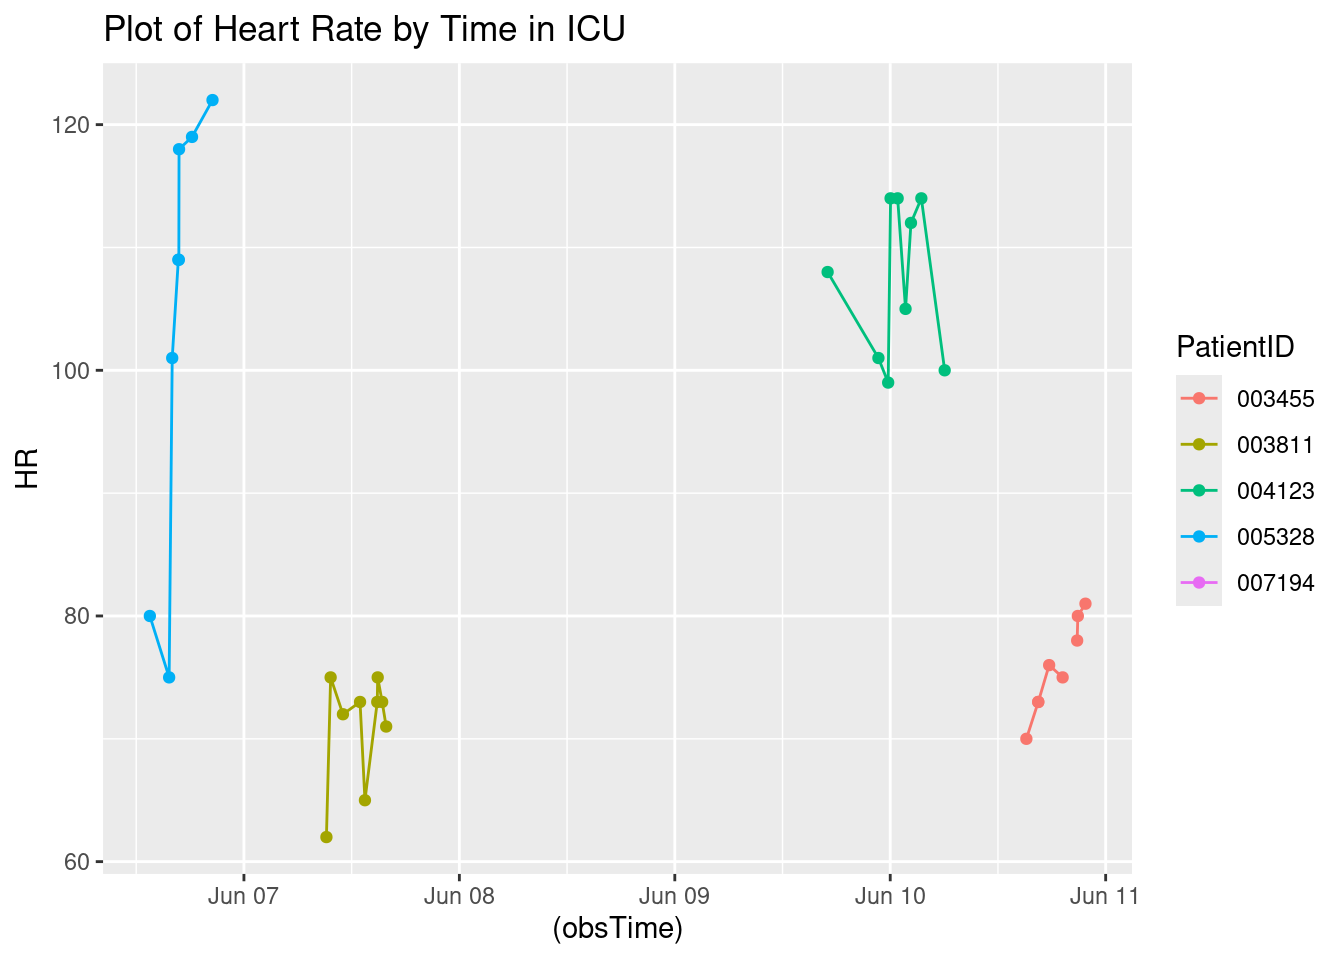 Plot of Heart Rate by Time in ICU
120
100
80
60
HR
Jun 07
Jun 08
Jun 09
Jun 10
Jun 11
(obsTime)
PatientID
003455
003811
004123
005328
007194